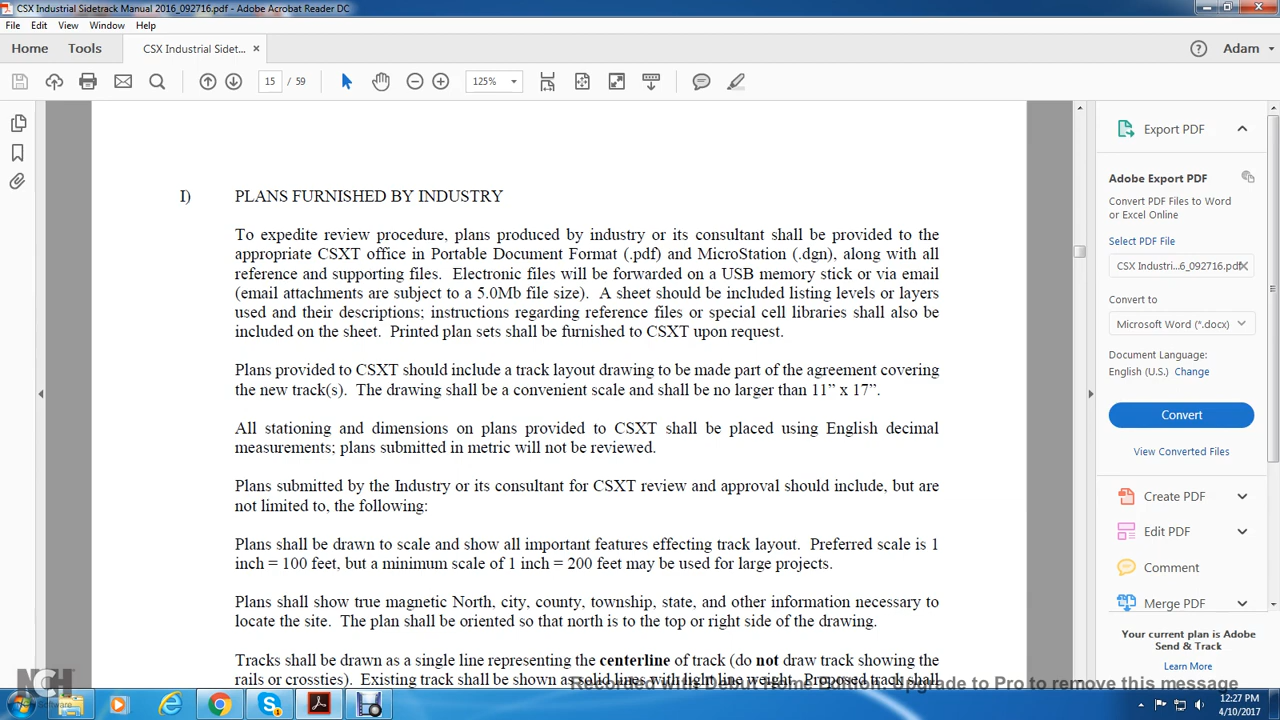 CSX Industrial Sidetrack Manual 2016_092716.pdf - Adobe Acrobat Reader DC
File Edit View Window Help
Home Tools CSX Industrial Sidet... × Adam
15 / 59 125%
I) PLANS FURNISHED BY INDUSTRY
To expedite review procedure, plans produced by industry or its consultant shall be provided to the
appropriate CSXT office in Portable Document Format (.pdf) and MicroStation (.dgn), along with all
reference and supporting files. Electronic files will be forwarded on a USB memory stick or via email
(email attachments are subject to a 5.0Mb file size). A sheet should be included listing levels or layers
used and their descriptions; instructions regarding reference files or special cell libraries shall also be
included on the sheet. Printed plan sets shall be furnished to CSXT upon request.
Plans provided to CSXT should include a track layout drawing to be made part of the agreement covering
the new track(s). The drawing shall be a convenient scale and shall be no larger than 11” x 17”.
All stationing and dimensions on plans provided to CSXT shall be placed using English decimal
measurements; plans submitted in metric will not be reviewed.
Plans submitted by the Industry or its consultant for CSXT review and approval should include, but are
not limited to, the following:
Plans shall be drawn to scale and show all important features effecting track layout. Preferred scale is 1
inch = 100 feet, but a minimum scale of 1 inch = 200 feet may be used for large projects.
Plans shall show true magnetic North, city, county, township, state, and other information necessary to
locate the site. The plan shall be oriented so that north is to the top or right side of the drawing.
Tracks shall be drawn as a single line representing the centerline of track (do not draw track showing the
rails or crossties). Existing track shall be shown as solid lines with light line weight. Proposed track shall
Export PDF
Adobe Export PDF
Convert PDF Files to Word
or Excel Online
Select PDF File
CSX Industri...6_092716.pdf
Convert to
Microsoft Word (*.docx)
Document Language:
English (U.S.) Change
Convert
View Converted Files
Create PDF
Edit PDF
Comment
Merge PDF
Your current plan is Adobe
Send & Track
Learn More
NCH
Software
Recorded with Debut Home Edition. Upgrade to Pro to remove this message
12:27 PM
4/10/2017